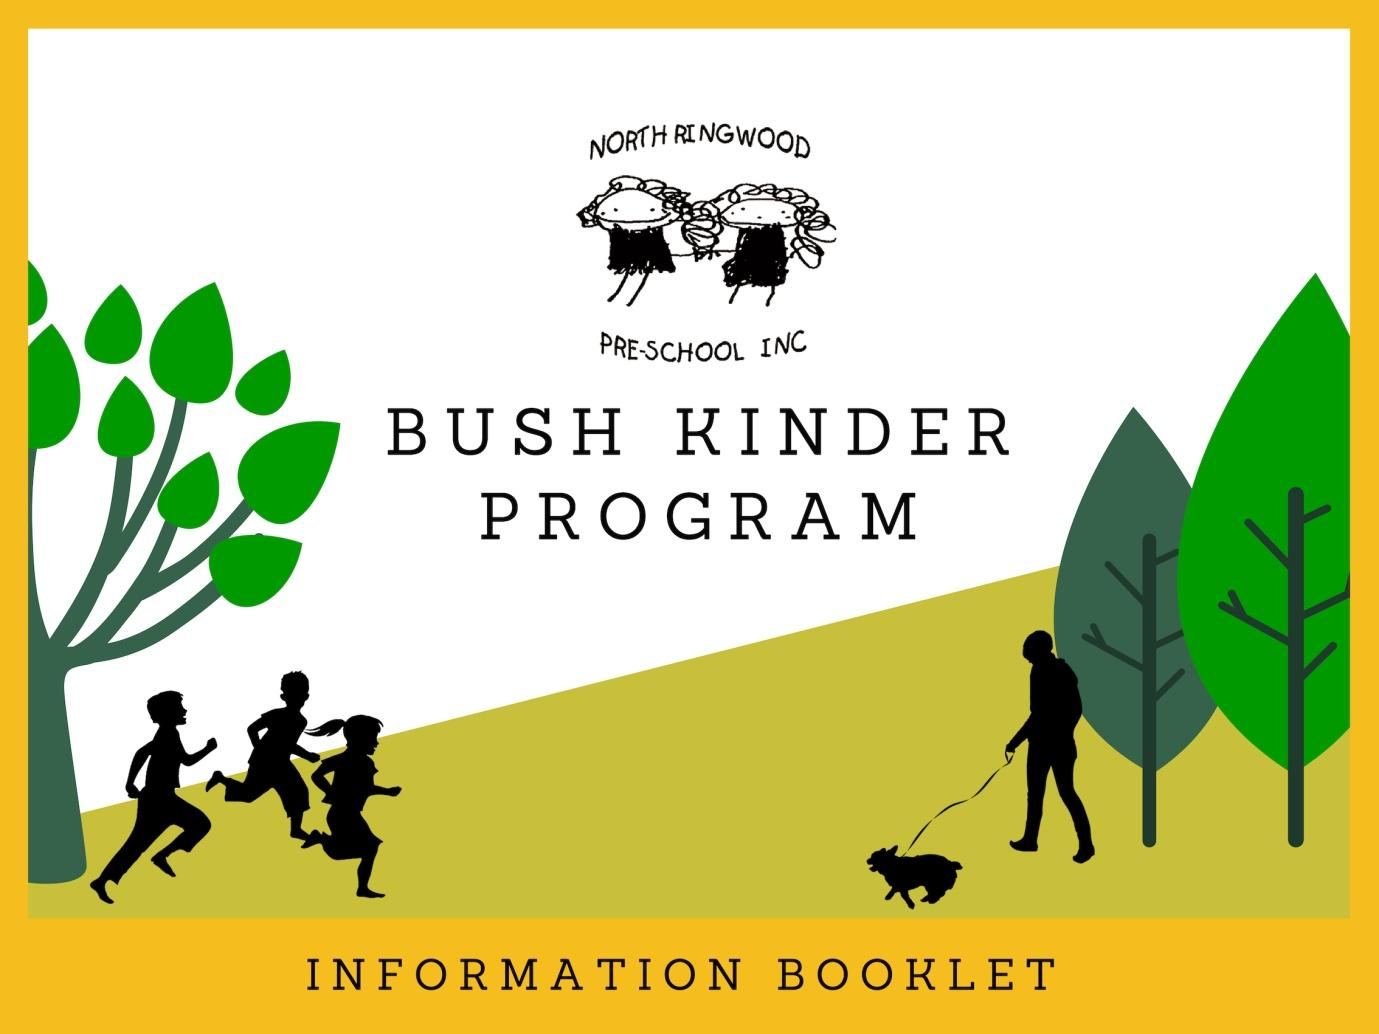 NORTH RINGWOOD
PRE-SCHOOL INC
BUSH KINDER
PROGRAM
INFORMATION BOOKLET